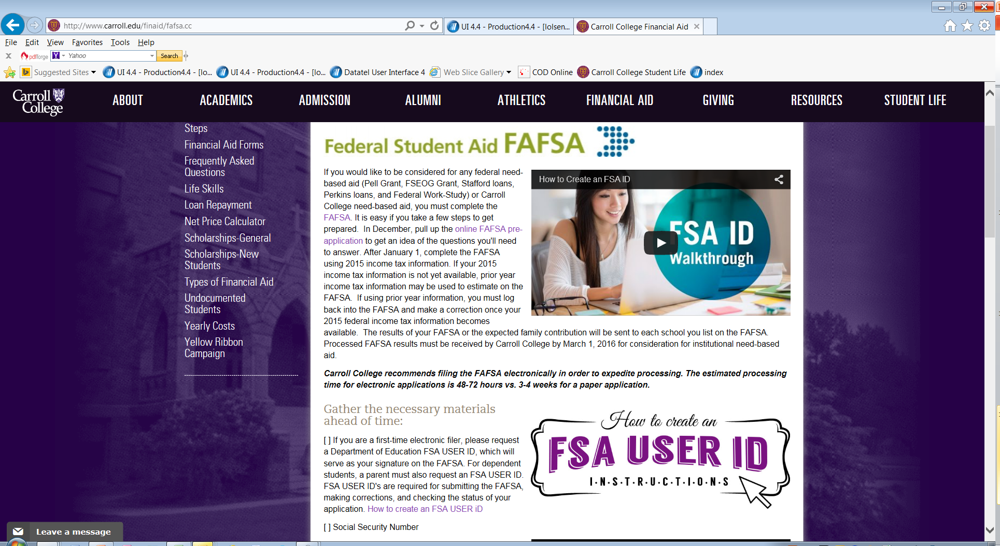 http://www.carroll.edu/finaid/fafsa.cc
UI 4.4 - Production4.4 - [lolsen...
Carroll College Financial Aid
File Edit View Favorites Tools Help
pdfforge Yahoo Search
Suggested Sites
UI 4.4 - Production4.4 - [lo...
UI 4.4 - Production4.4 - [lo...
Datatel User Interface 4
Web Slice Gallery
COD Online
Carroll College Student Life
index
Carroll
College
ABOUT ACADEMICS ADMISSION ALUMNI ATHLETICS FINANCIAL AID GIVING RESOURCES STUDENT LIFE
Steps
Financial Aid Forms
Frequently Asked
Questions
Life Skills
Loan Repayment
Net Price Calculator
Scholarships-General
Scholarships-New
Students
Types of Financial Aid
Undocumented
Students
Yearly Costs
Yellow Ribbon
Campaign
Federal Student Aid FAFSA
If you would like to be considered for any federal need-
based aid (Pell Grant, FSEOG Grant, Stafford loans,
Perkins loans, and Federal Work-Study) or Carroll
College need-based aid, you must complete the
FAFSA. It is easy if you take a few steps to get
prepared.  In December, pull up the online FAFSA pre-
application to get an idea of the questions you'll need
to answer. After January 1, complete the FAFSA
using 2015 income tax information. If your 2015
income tax information is not yet available, prior year
income tax information may be used to estimate on the
FAFSA.  If using prior year information, you must log
back into the FAFSA and make a correction once your
2015 federal income tax information becomes
available.  The results of your FAFSA or the expected family contribution will be sent to each school you list on the FAFSA.
Processed FAFSA results must be received by Carroll College by March 1, 2016 for consideration for institutional need-based
aid.
How to Create an FSA ID
FSA ID
Walkthrough
Carroll College recommends filing the FAFSA electronically in order to expedite processing. The estimated processing
time for electronic applications is 48-72 hours vs. 3-4 weeks for a paper application.
Gather the necessary materials
ahead of time:
[ ] If you are a first-time electronic filer, please request
a Department of Education FSA USER ID, which will
serve as your signature on the FAFSA. For dependent
students, a parent must also request an FSA USER ID.
FSA USER ID's are required for submitting the FAFSA,
making corrections, and checking the status of your
application. How to create an FSA USER iD
[ ] Social Security Number
How to create an
FSA USER ID
I·N·S·T·R·U·C·T·I·O·N·S
Leave a message